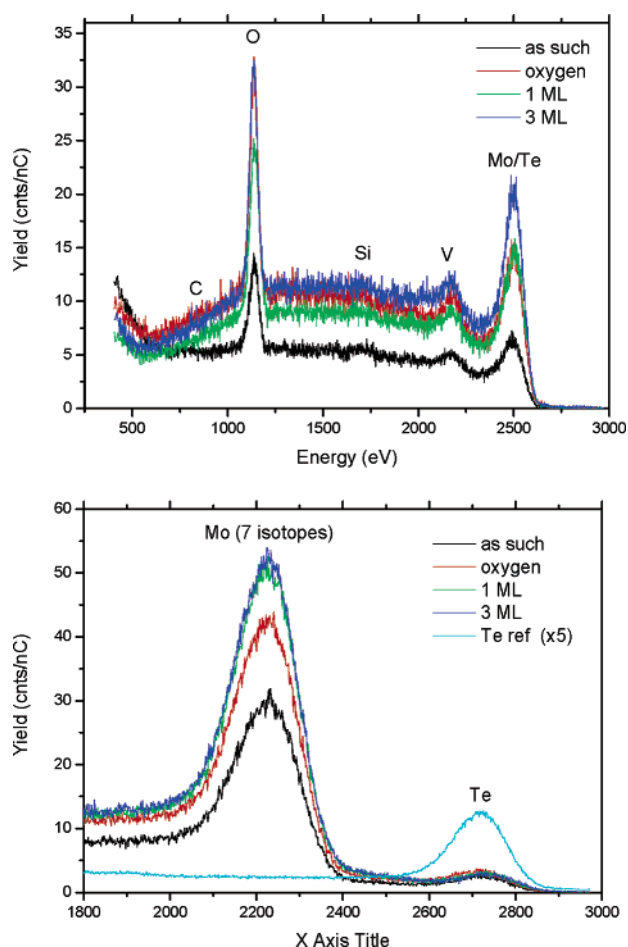 O
as such
oxygen
1 ML
3 ML
Mo/Te
C
Si
V
Yield (cnts/nC)
35
30
25
20
15
10
5
0
500 1000 1500 2000 2500 3000
Energy (eV)
Mo (7 isotopes)
as such
oxygen
1 ML
3 ML
Te ref (x5)
Te
Yield (cnts/nC)
60
50
40
30
20
10
0
1800 2000 2200 2400 2600 2800 3000
X Axis Title